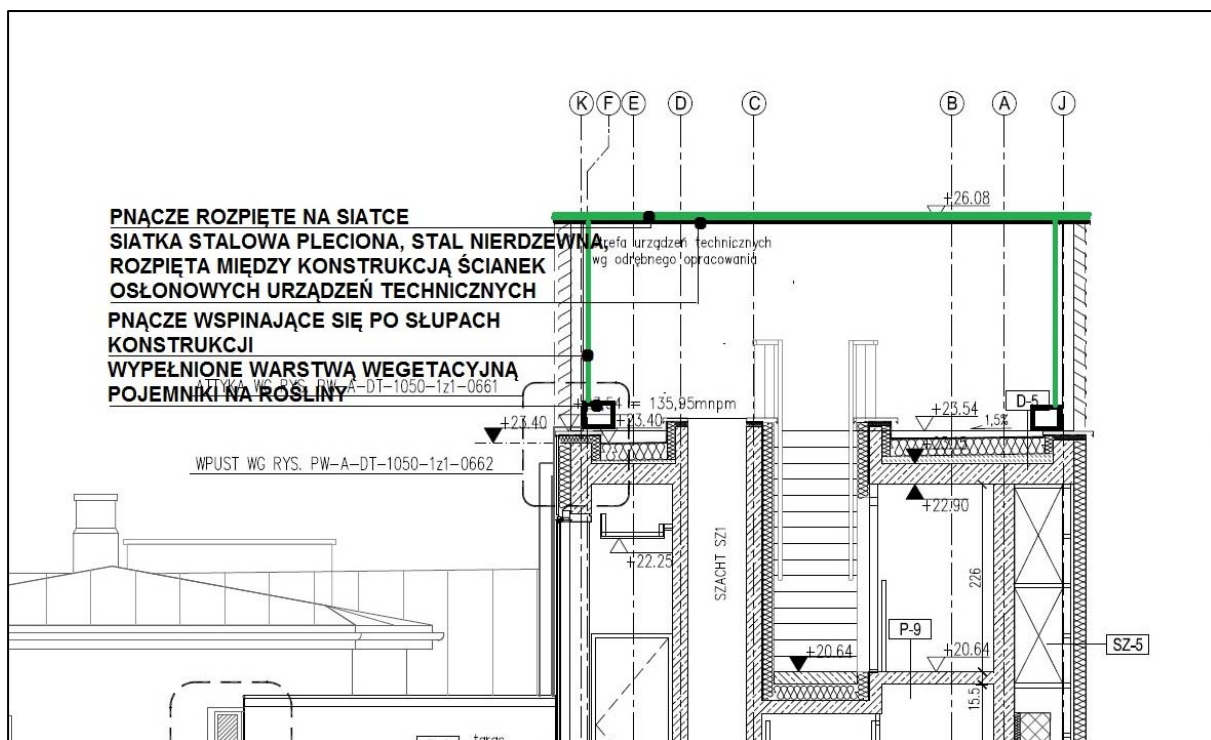 K F E D C B A J
+26.08
PNĄCZE ROZPIĘTE NA SIATCE
SIATKA STALOWA PLECIONA, STAL NIERDZEWNA,
strefa urządzeń technicznych
wg odrębnego opracowania
ROZPIĘTA MIĘDZY KONSTRUKCJĄ ŚCIANEK
OSŁONOWYCH URZĄDZEŃ TECHNICZNYCH
PNĄCZE WSPINAJĄCE SIĘ PO SŁUPACH
KONSTRUKCJI
WYPEŁNIONE WARSTWĄ WEGETACYJNĄ
POJEMNIKI NA ROŚLINY
ATTYKA WG RYS. PW-A-DT-1050-1z1-0661
= 135,95mnpm
D-5
+23.54
1,5%
+23.40
+23.40
WPUST WG RYS. PW-A-DT-1050-1z1-0662
+22.90
+22.25
SZACHT SZ1
226
P-9
SZ-5
+20.64
+20.64
15.5
taras